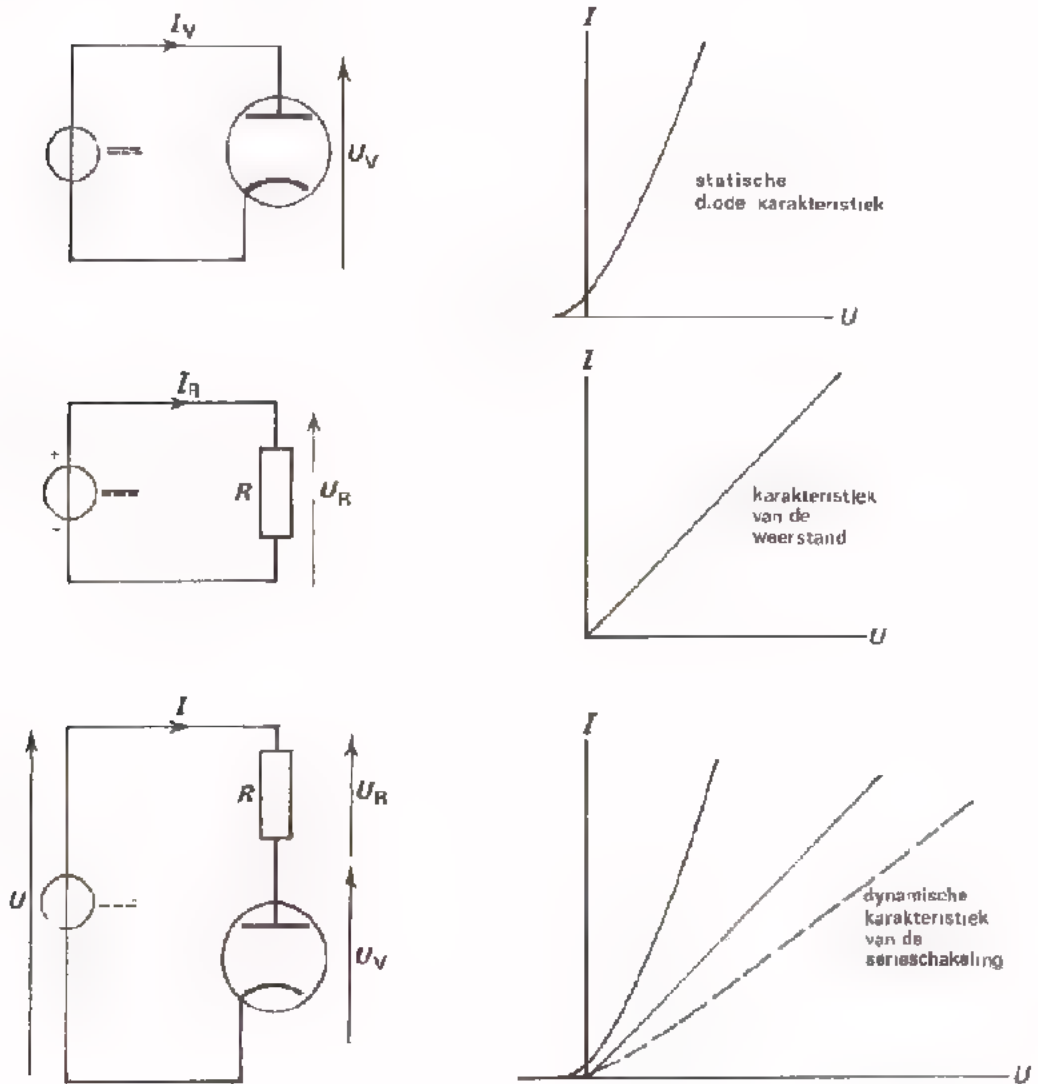 I_V
U_V
I
statische
diode karakteristiek
U
I_R
+
-
R
U_R
I
karakteristiek
van de
weerstand
U
I
U
R
U_R
U_V
I
dynamische
karakteristiek
van de
serieschakeling
U